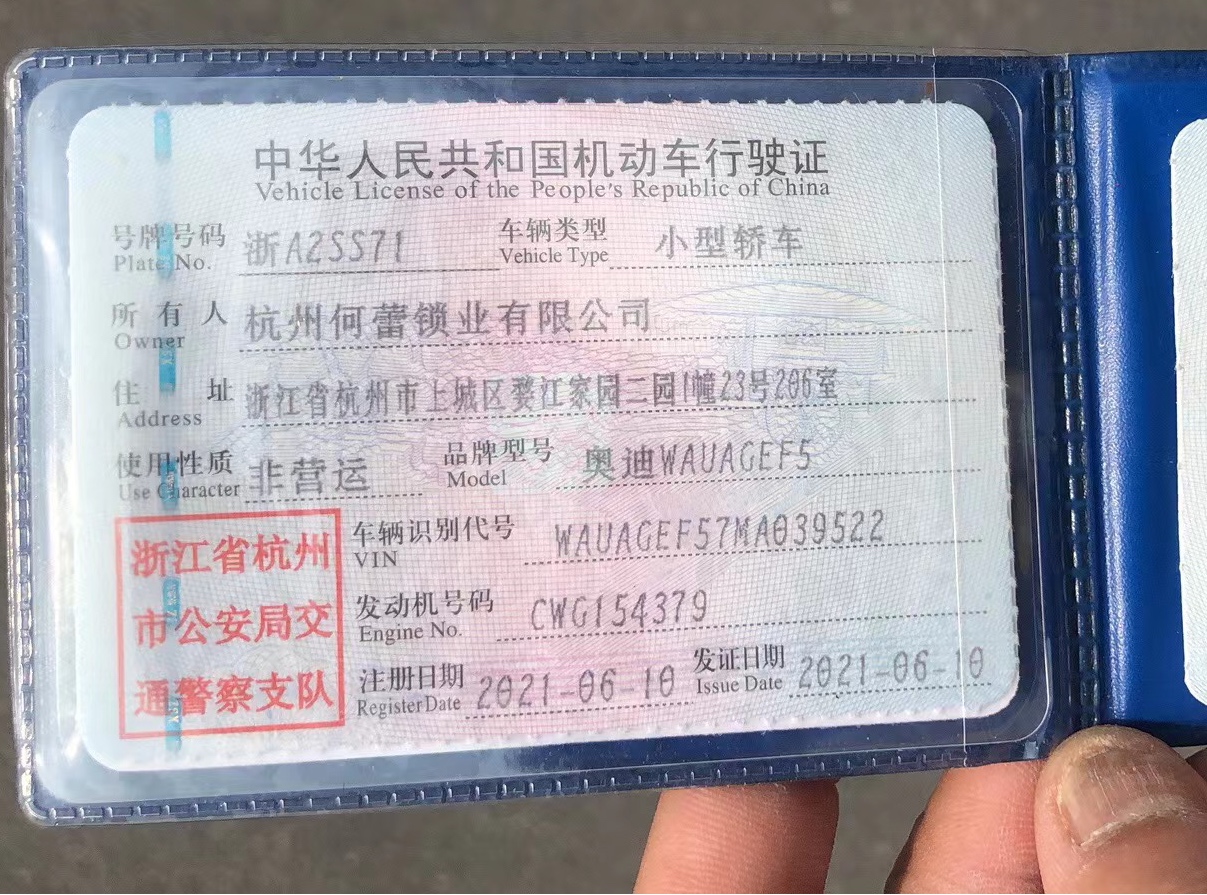 中华人民共和国机动车行驶证
Vehicle License of the People's Republic of China
号牌号码 浙A2SS71 车辆类型 小型轿车
Plate No. Vehicle Type
所有人 杭州何蕾锁业有限公司
Owner
住址 浙江省杭州市上城区婺江家园二园1幢23号206室
Address
使用性质 非营运 品牌型号 奥迪WAUAGEF5
Use Character Model
浙江省杭州
市公安局交
通警察支队
车辆识别代号 WAUAGEF57MA039522
VIN
发动机号码 CWG154379
Engine No.
注册日期 2021-06-10 发证日期 2021-06-10
Register Date Issue Date